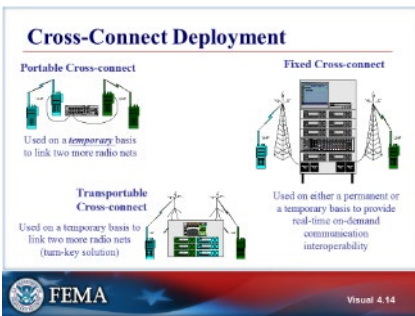 Cross-Connect Deployment
Portable Cross-connect
Used on a temporary basis
to link two more radio nets
Fixed Cross-connect
Used on either a permanent or
a temporary basis to provide
real-time on-demand
communication
interoperability
Transportable
Cross-connect
Used on a temporary basis to
link two more radio nets
(turn-key solution)
FEMA
Visual 4.14